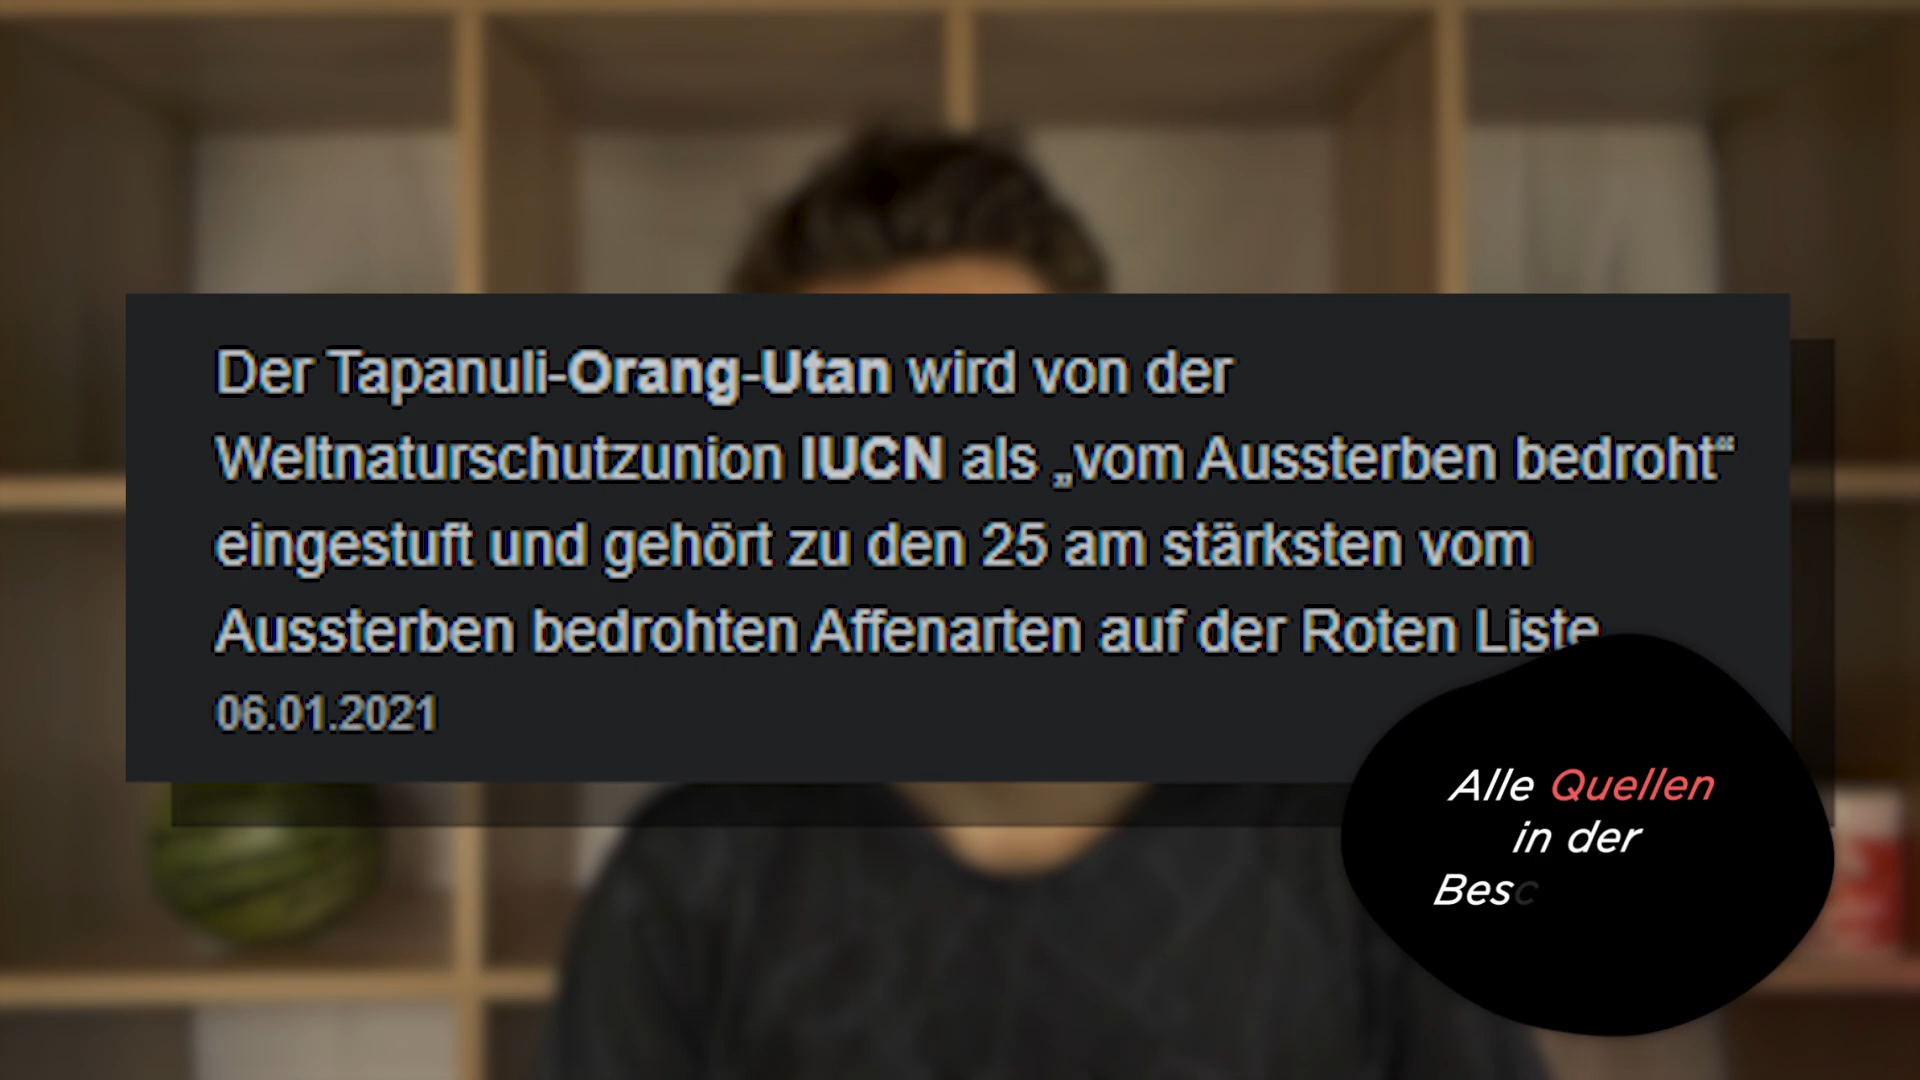 Der Tapanuli-Orang-Utan wird von der
Weltnaturschutzunion IUCN als „vom Aussterben bedroht“
eingestuft und gehört zu den 25 am stärksten vom
Aussterben bedrohten Affenarten auf der Roten Liste
06.01.2021
Alle Quellen
in der
Besc